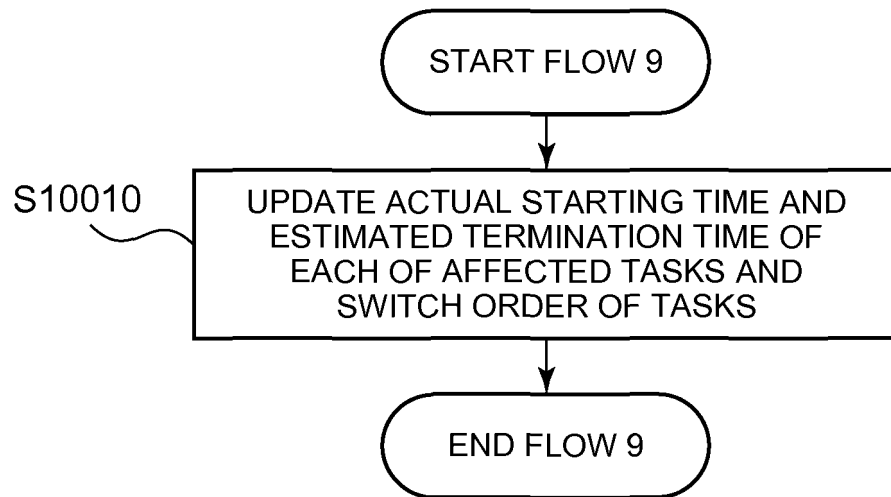 START FLOW 9
S10010
UPDATE ACTUAL STARTING TIME AND
ESTIMATED TERMINATION TIME OF
EACH OF AFFECTED TASKS AND
SWITCH ORDER OF TASKS
END FLOW 9